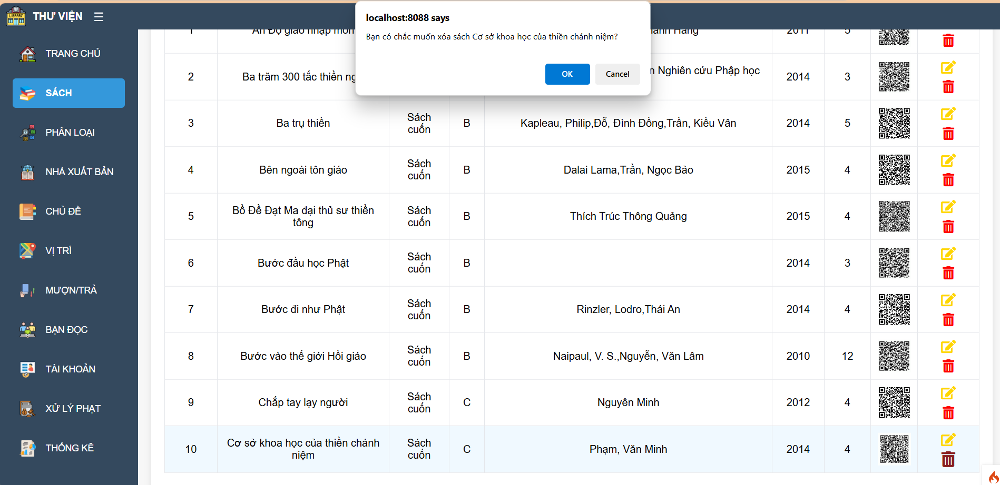 LIBRARY
THƯ VIỆN
localhost:8088 says
Bạn có chắc muốn xóa sách Cơ sở khoa học của thiền chánh niệm?
OK
Cancel
TRANG CHỦ
SÁCH
PHÂN LOẠI
NHÀ XUẤT BẢN
CHỦ ĐỀ
VỊ TRÍ
MƯỢN/TRẢ
BẠN ĐỌC
TÀI KHOẢN
XỬ LÝ PHẠT
THỐNG KÊ
1 Ấn Độ giáo nhập môn 2011 5
2 Ba trăm 300 tắc thiền Nghiên cứu Phập học 2014 3
3 Ba trụ thiền Sách cuốn B Kapleau, Philip,Đỗ, Đình Đồng,Trần, Kiều Vân 2014 5
4 Bên ngoài tôn giáo Sách cuốn B Dalai Lama,Trần, Ngọc Bảo 2015 4
5 Bồ Đề Đạt Ma đại thủ sư thiền tông Sách cuốn B Thích Trúc Thông Quảng 2015 4
6 Bước đầu học Phật Sách cuốn B 2014 3
7 Bước đi như Phật Sách cuốn B Rinzler, Lodro,Thái An 2014 4
8 Bước vào thế giới Hồi giáo Sách cuốn B Naipaul, V. S.,Nguyễn, Văn Lâm 2010 12
9 Chắp tay lạy người Sách cuốn C Nguyên Minh 2012 4
10 Cơ sở khoa học của thiền chánh niệm Sách cuốn C Phạm, Văn Minh 2014 4